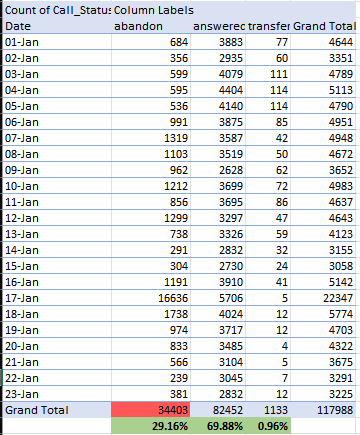 Count of Call_Status Column Labels
Date abandon answered transfer Grand Total
01-Jan 684 3883 77 4644
02-Jan 356 2935 60 3351
03-Jan 599 4079 111 4789
04-Jan 595 4404 114 5113
05-Jan 536 4140 114 4790
06-Jan 991 3875 85 4951
07-Jan 1319 3587 42 4948
08-Jan 1103 3519 50 4672
09-Jan 962 2628 62 3652
10-Jan 1212 3699 72 4983
11-Jan 856 3695 86 4637
12-Jan 1299 3297 47 4643
13-Jan 738 3326 59 4123
14-Jan 291 2832 32 3155
15-Jan 304 2730 24 3058
16-Jan 1191 3910 41 5142
17-Jan 16636 5706 5 22347
18-Jan 1738 4024 12 5774
19-Jan 974 3717 12 4703
20-Jan 833 3485 4 4322
21-Jan 566 3104 5 3675
22-Jan 239 3045 7 3291
23-Jan 381 2832 12 3225
Grand Total 34403 82452 1133 117988
29.16% 69.88% 0.96%